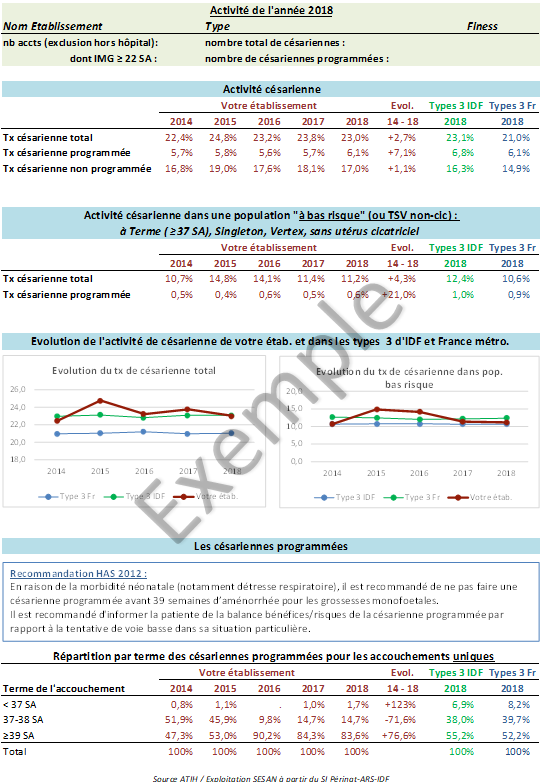 Activité de l'année 2018
Nom Etablissement Type Finess
nb accts (exclusion hors hôpital): nombre total de césariennes :
dont IMG ≥ 22 SA : nombre de césariennes programmées :
Activité césarienne
Votre établissement Evol. Types 3 IDF Types 3 Fr
2014 2015 2016 2017 2018 14 - 18 2018 2018
Tx césarienne total 22,4% 24,8% 23,2% 23,8% 23,0% +2,7% 23,1% 21,0%
Tx césarienne programmée 5,7% 5,8% 5,6% 5,7% 6,1% +7,1% 6,8% 6,1%
Tx césarienne non programmée 16,8% 19,0% 17,6% 18,1% 17,0% +1,1% 16,3% 14,9%
Activité césarienne dans une population "à bas risque" (ou TSV non-cic) :
à Terme ( ≥37 SA), Singleton, Vertex, sans utérus cicatriciel
Votre établissement Evol. Types 3 IDF Types 3 Fr
2014 2015 2016 2017 2018 14 - 18 2018 2018
Tx césarienne total 10,7% 14,8% 14,1% 11,4% 11,2% +4,3% 12,4% 10,6%
Tx césarienne programmée 0,5% 0,4% 0,6% 0,5% 0,6% +21,0% 1,0% 0,9%
Evolution de l'activité de césarienne de votre étab. et dans les types 3 d'IDF et France métro.
Evolution du tx de césarienne total
26,0
24,0
22,0
20,0
18,0
2014 2015 2016 2017 2018
Type 3 Fr Type 3 IDF Votre étab.
Evolution du tx de césarienne dans pop.
bas risque
20,0
15,0
10,0
5,0
0,0
2014 2015 2016 2017 2018
Type 3 IDF Type 3 Fr Votre étab.
Exemple
Les césariennes programmées
Recommandation HAS 2012 :
En raison de la morbidité néonatale (notamment détresse respiratoire), il est recommandé de ne pas faire une
césarienne programmée avant 39 semaines d'aménorrhée pour les grossesses monofoetales.
Il est recommandé d'informer la patiente de la balance bénéfices/risques de la césarienne programmée par
rapport à la tentative de voie basse dans sa situation particulière.
Répartition par terme des césariennes programmées pour les accouchements uniques
Votre établissement Evol. Types 3 IDF Types 3 Fr
Terme de l'accouchement 2014 2015 2016 2017 2018 14 - 18 2018 2018
< 37 SA 0,8% 1,1% . 1,0% 1,7% +123% 6,9% 8,2%
37-38 SA 51,9% 45,9% 9,8% 14,7% 14,7% -71,6% 38,0% 39,7%
≥39 SA 47,3% 53,0% 90,2% 84,3% 83,6% +76,6% 55,2% 52,2%
Total 100% 100% 100% 100% 100% 100% 100%
Source ATIH / Exploitation SESAN à partir du SI Périnat-ARS-IDF